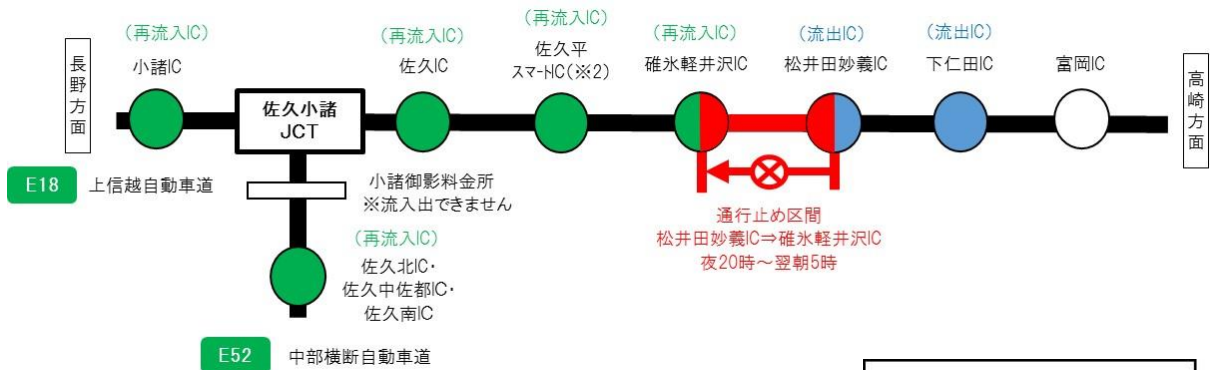 長野方面
(再流入IC)
小諸IC
佐久小諸
JCT
(再流入IC)
佐久IC
(再流入IC)
佐久平
スマートIC(※2)
(再流入IC)
碓氷軽井沢IC
(流出IC)
松井田妙義IC
(流出IC)
下仁田IC
富岡IC
高崎方面
E18 上信越自動車道
小諸御影料金所
※流入出できません
(再流入IC)
佐久北IC・
佐久中佐都IC・
佐久南IC
E52 中部横断自動車道
通行止め区間
松井田妙義IC⇒碓氷軽井沢IC
夜20時～翌朝5時